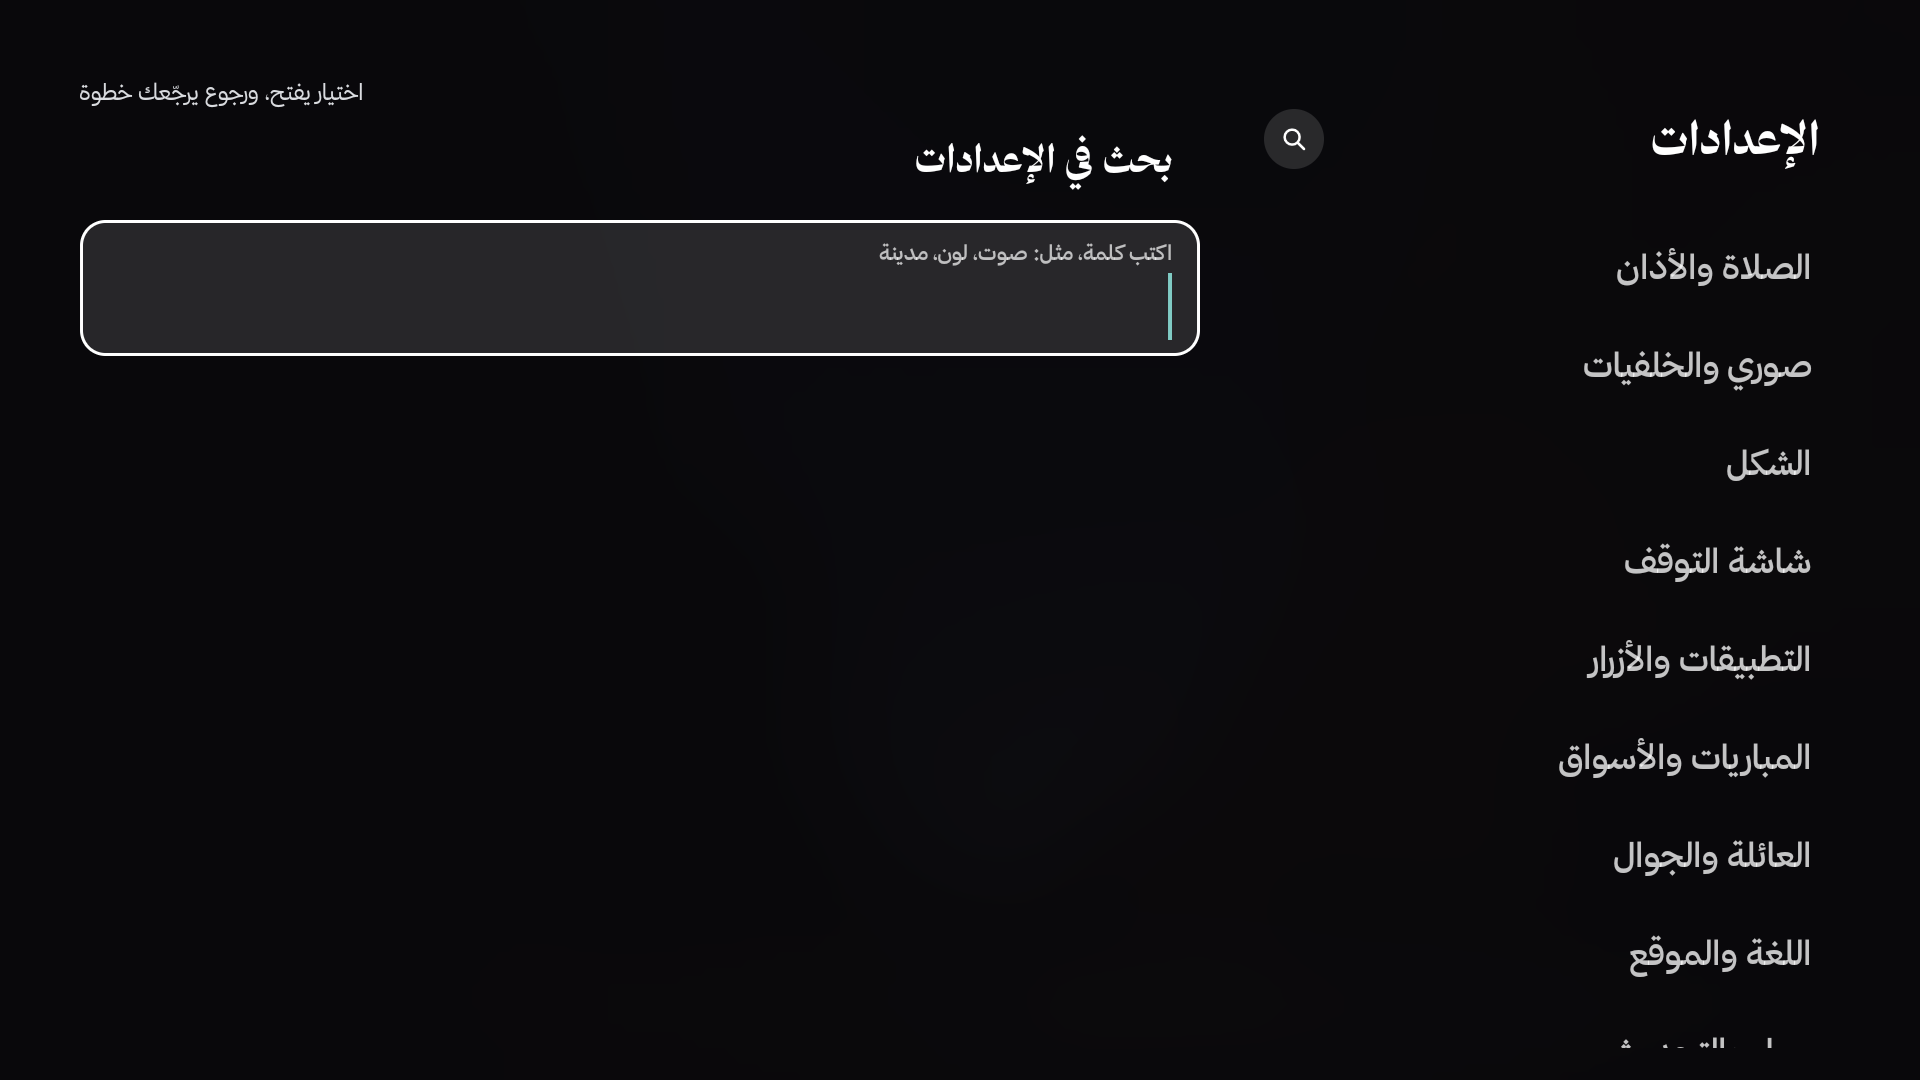 الإعدادات
الصلاة والأذان
صوري والخلفيات
الشكل
شاشة التوقف
التطبيقات والأزرار
المباريات والأسواق
العائلة والجوال
اللغة والموقع
اختيار يفتح، ورجوع يرجّعك خطوة
بحث في الإعدادات
اكتب كلمة، مثل: صوت، لون، مدينة